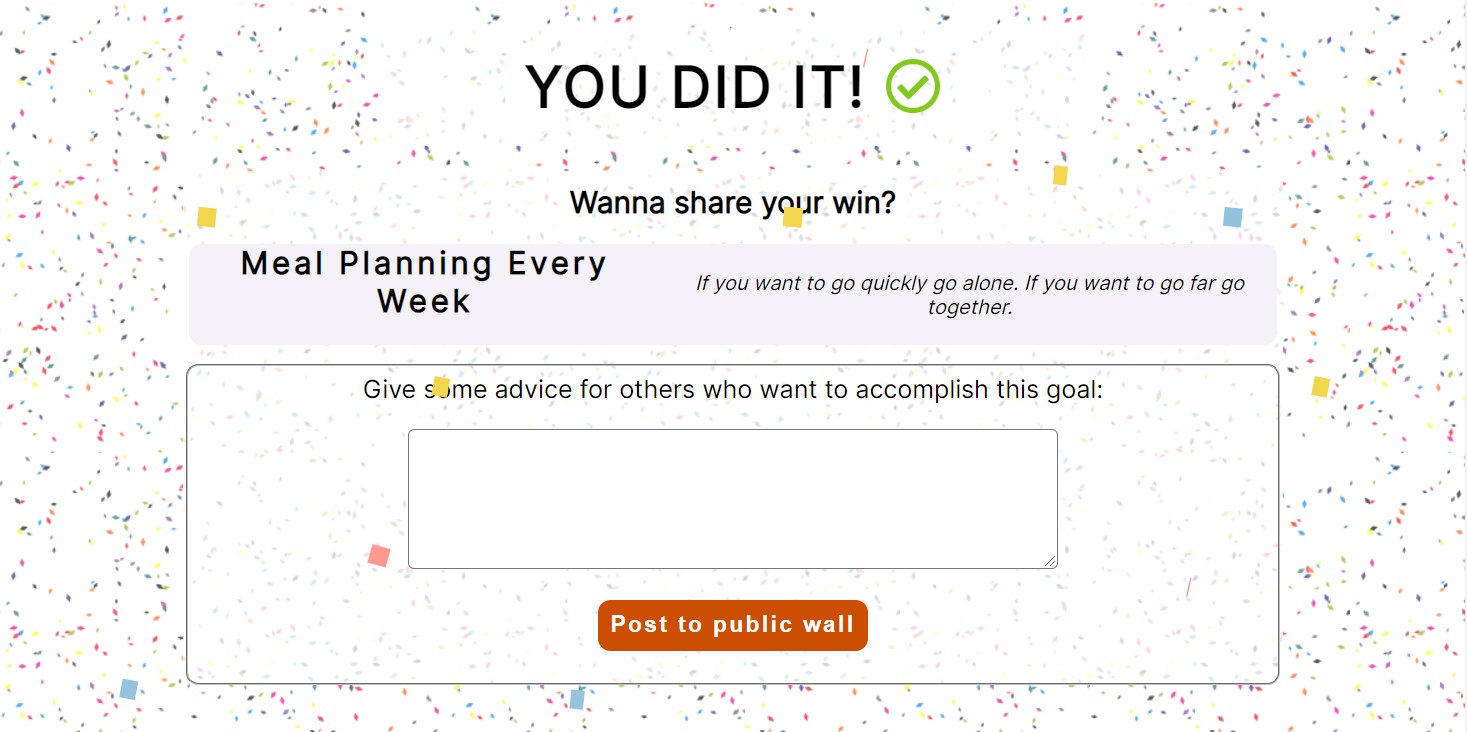 YOU DID IT!
Wanna share your win?
Meal Planning Every
Week
If you want to go quickly go alone. If you want to go far go
together.
Give some advice for others who want to accomplish this goal:
Post to public wall